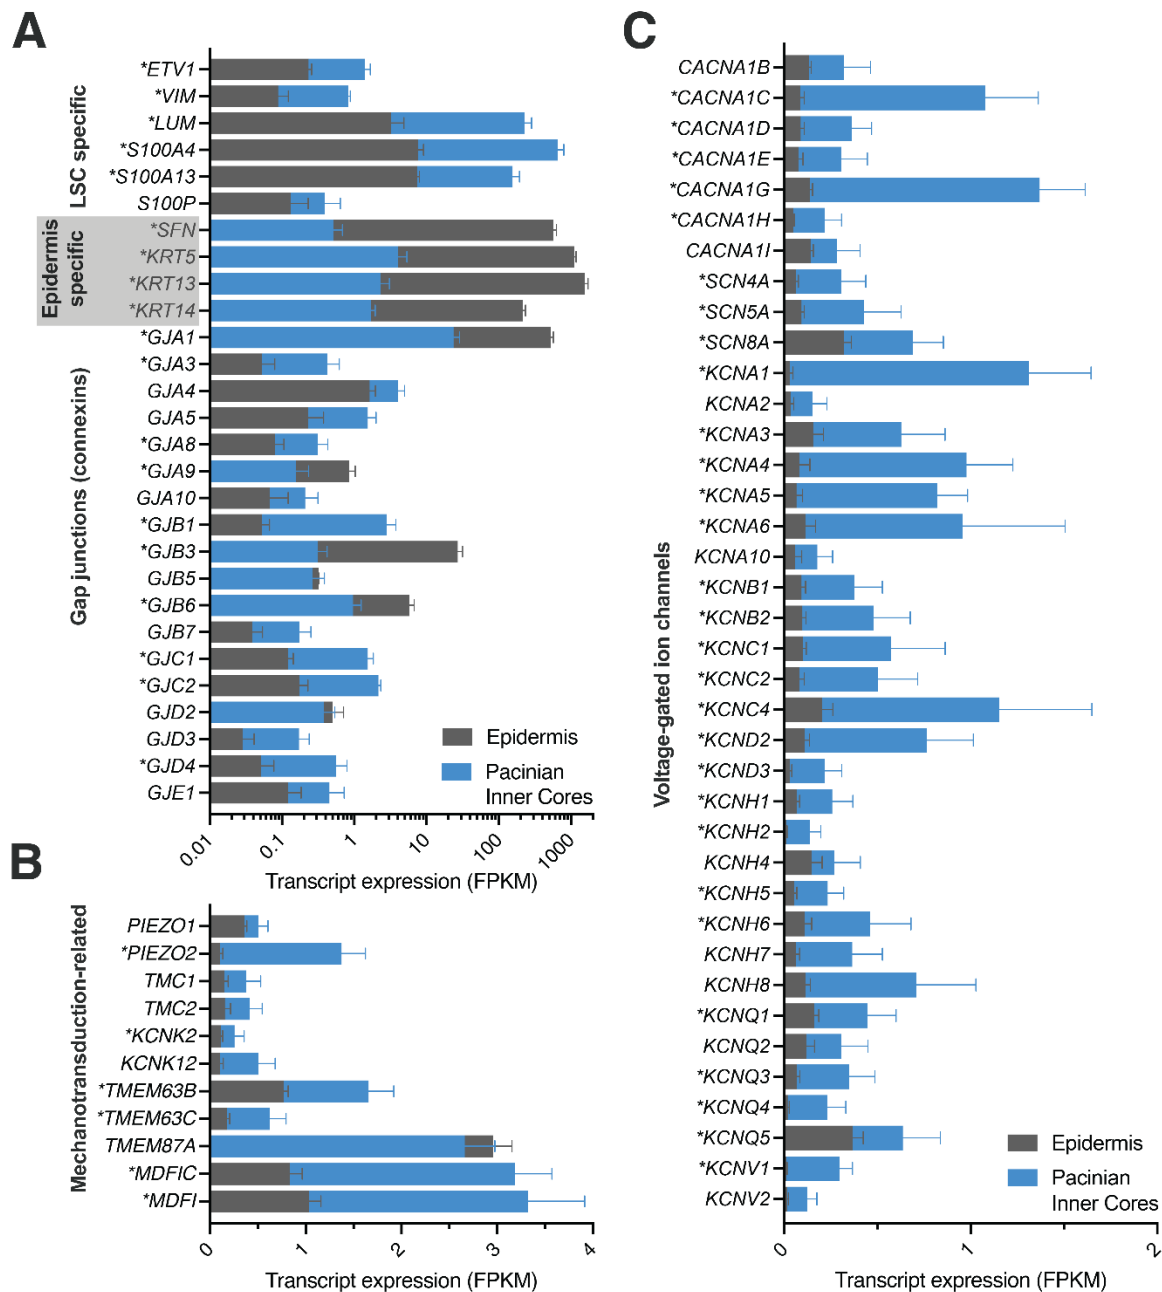 A
LSC specific
*ETV1
*VIM
*LUM
*S100A4
*S100A13
S100P
Epidermis
specific
*SFN
*KRT5
*KRT13
*KRT14
Gap junctions (connexins)
*GJA1
*GJA3
GJA4
GJA5
*GJA8
*GJA9
GJA10
*GJB1
*GJB3
GJB5
*GJB6
GJB7
*GJC1
*GJC2
GJD2
GJD3
*GJD4
GJE1
Epidermis
Pacinian
Inner Cores
0.01 0.1 1 10 100 1000
Transcript expression (FPKM)
B
Mechanotransduction-related
PIEZO1
*PIEZO2
TMC1
TMC2
*KCNK2
KCNK12
*TMEM63B
*TMEM63C
TMEM87A
*MDFIC
*MDFI
0 1 2 3 4
Transcript expression (FPKM)
C
Voltage-gated ion channels
CACNA1B
*CACNA1C
*CACNA1D
*CACNA1E
*CACNA1G
*CACNA1H
CACNA1I
*SCN4A
*SCN5A
*SCN8A
*KCNA1
KCNA2
*KCNA3
*KCNA4
*KCNA5
*KCNA6
KCNA10
*KCNB1
*KCNB2
*KCNC1
*KCNC2
*KCNC4
*KCND2
*KCND3
*KCNH1
*KCNH2
KCNH4
*KCNH5
*KCNH6
KCNH7
KCNH8
*KCNQ1
KCNQ2
*KCNQ3
*KCNQ4
*KCNQ5
*KCNV1
KCNV2
Epidermis
Pacinian
Inner Cores
0 1 2
Transcript expression (FPKM)